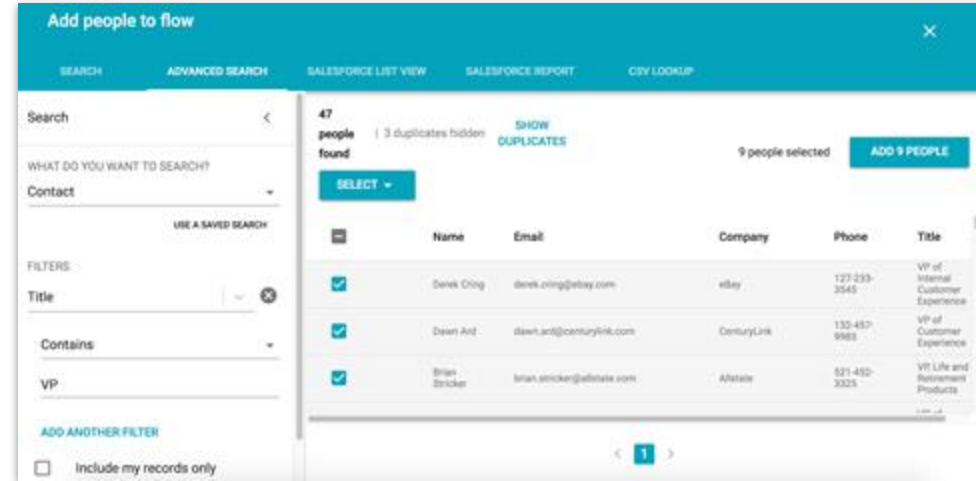 Add people to flow
×
SEARCH ADVANCED SEARCH SALESFORCE LIST VIEW SALESFORCE REPORT CSV LOOKUP
Search
WHAT DO YOU WANT TO SEARCH?
Contact
USE A SAVED SEARCH
FILTERS
Title
Contains
VP
ADD ANOTHER FILTER
Include my records only
47
people
found
| 3 duplicates hidden
SHOW
DUPLICATES
9 people selected
ADD 9 PEOPLE
SELECT
Name Email Company Phone Title
Derek Cring derek.cring@ebay.com eBay 127-233-
3545
VP of
Internal
Customer
Experience
Dawn Ard dawn.ard@centurylink.com CenturyLink
VP of
Customer
Experience
Brian
Stricker
brian.stricker@allstate.com Allstate 521-452-
3325
VP, Life and
Retirement
Products
< 1 >